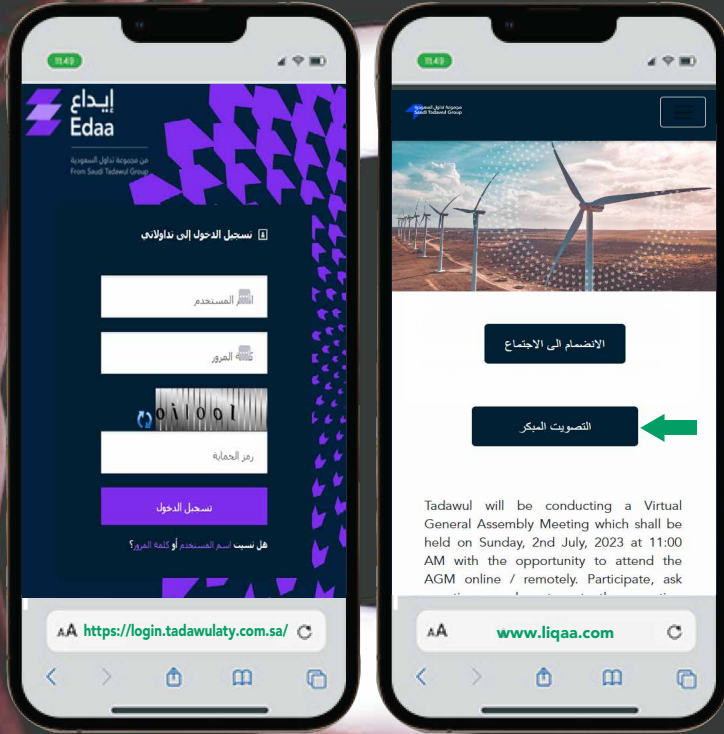 11:49
إيداع
Edaa
من مجموعة تداول السعودية
From Saudi Tadawul Group
تسجيل الدخول إلى تداولاتي
اسم المستخدم
كلمة المرور
رمز الحماية
تسجيل الدخول
هل نسيت اسم المستخدم أو كلمة المرور؟
AA https://login.tadawulaty.com.sa/
11:49
مجموعة تداول السعودية
Saudi Tadawul Group
الانضمام الى الاجتماع
التصويت المبكر
Tadawul will be conducting a Virtual
General Assembly Meeting which shall be
held on Sunday, 2nd July, 2023 at 11:00
AM with the opportunity to attend the
AGM online / remotely. Participate, ask
AA www.liqaa.com